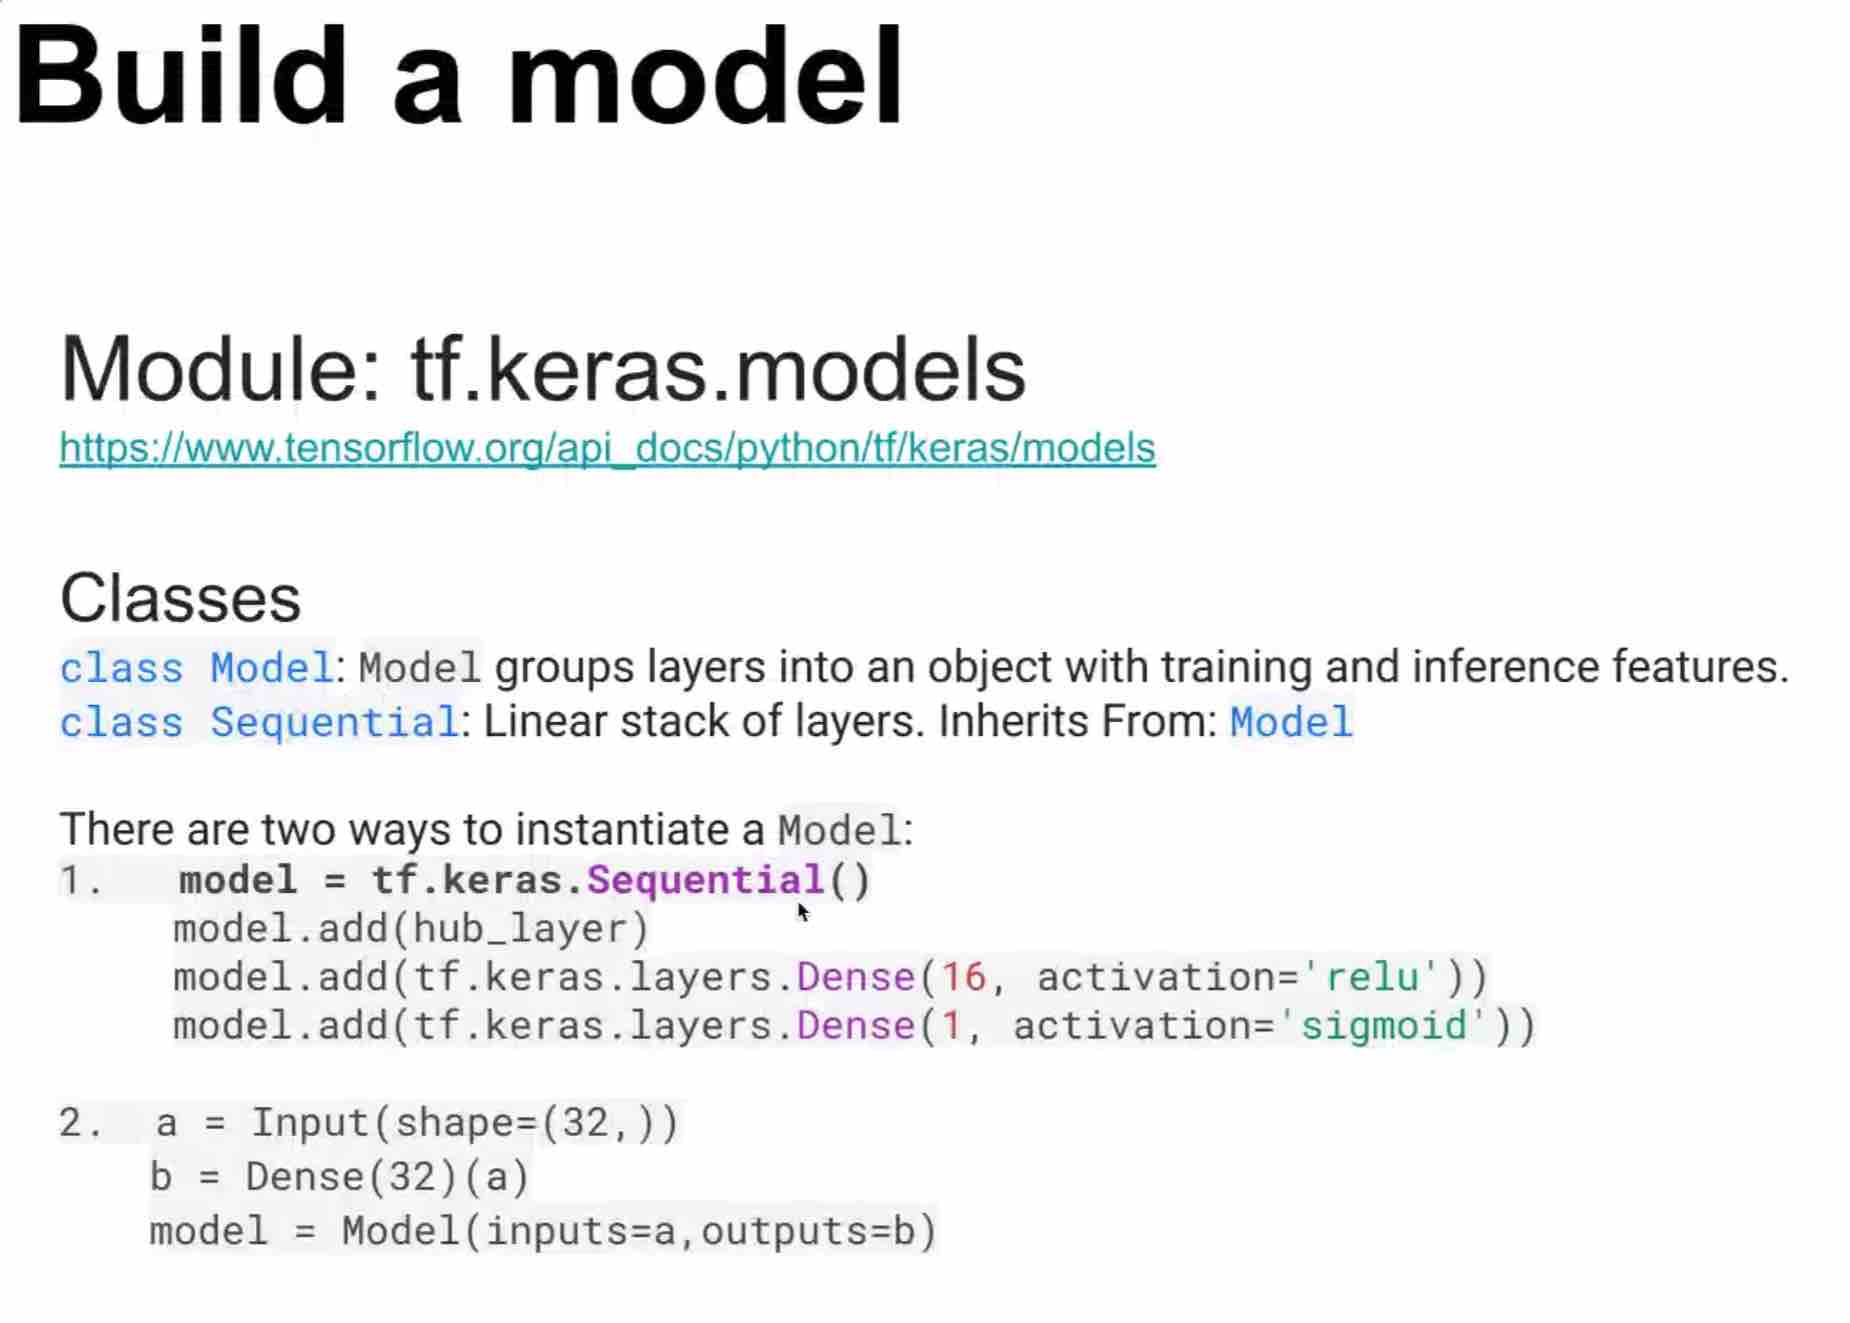 Build a model
Module: tf.keras.models
https://www.tensorflow.org/api_docs/python/tf/keras/models
Classes
class Model: Model groups layers into an object with training and inference features.
class Sequential: Linear stack of layers. Inherits From: Model
There are two ways to instantiate a Model:
1. model = tf.keras.Sequential()
model.add(hub_layer)
model.add(tf.keras.layers.Dense(16, activation='relu'))
model.add(tf.keras.layers.Dense(1, activation='sigmoid'))
2. a = Input(shape=(32,))
b = Dense(32)(a)
model = Model(inputs=a,outputs=b)